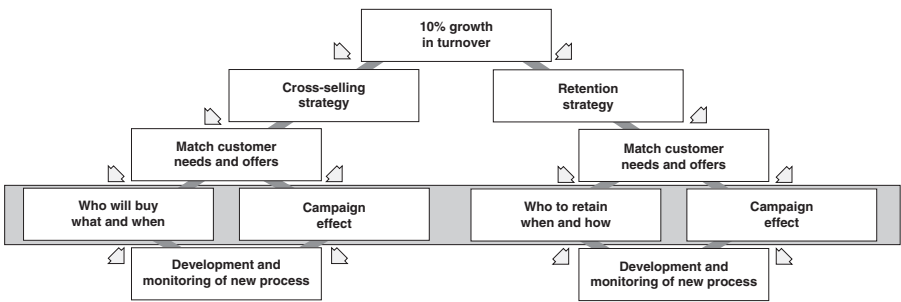 10% growth
in turnover
Cross-selling
strategy
Retention
strategy
Match customer
needs and offers
Match customer
needs and offers
Who will buy
what and when
Campaign
effect
Who to retain
when and how
Campaign
effect
Development and
monitoring of new process
Development and
monitoring of new process